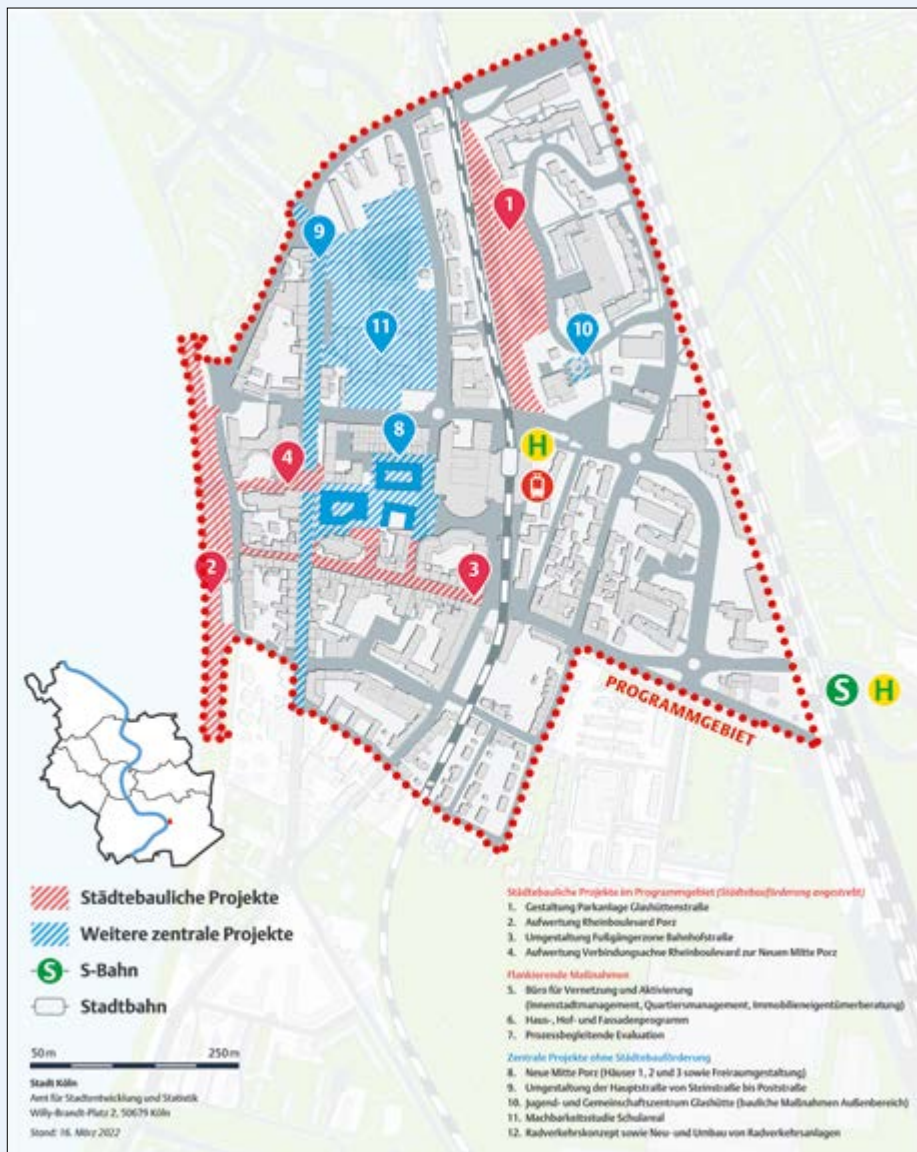 1
9
10
11
8
H
4
2
3
S H
PROGRAMMGEBIET
Städtebauliche Projekte
Weitere zentrale Projekte
S S-Bahn
Stadtbahn
50 m 250 m
Stadt Köln
Amt für Stadtentwicklung und Statistik
Willy-Brandt-Platz 2, 50679 Köln
Stand: 16. März 2022
Städtebauliche Projekte im Programmgebiet (Städtebauförderung angestrebt)
1. Gestaltung Parkanlage Glashüttenstraße
2. Aufwertung Rheinboulevard Porz
3. Umgestaltung Fußgängerzone Bahnhofstraße
4. Aufwertung Verbindungsachse Rheinboulevard zur Neuen Mitte Porz
Flankierende Maßnahmen
5. Büro für Vernetzung und Aktivierung
(Innenstadtmanagement, Quartiersmanagement, Immobilieneigentümerberatung)
6. Haus-, Hof- und Fassadenprogramm
7. Prozessbegleitende Evaluation
Zentrale Projekte ohne Städtebauförderung
8. Neue Mitte Porz (Häuser 1, 2 und 3 sowie Freiraumgestaltung)
9. Umgestaltung der Hauptstraße von Steinstraße bis Poststraße
10. Jugend- und Gemeinschaftszentrum Glashütte (bauliche Maßnahmen Außenbereich)
11. Machbarkeitsstudie Schulareal
12. Radverkehrskonzept sowie Neu- und Umbau von Radverkehrsanlagen